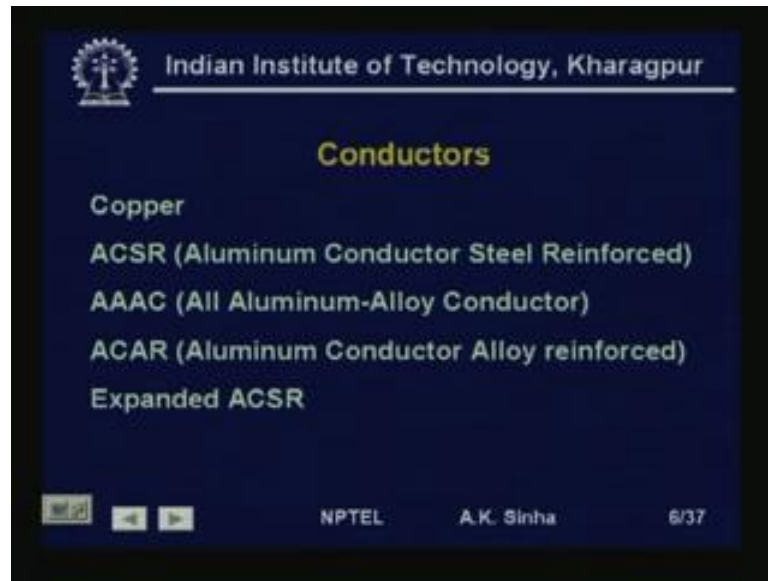 Indian Institute of Technology, Kharagpur
Conductors
Copper
ACSR (Aluminum Conductor Steel Reinforced)
AAAC (All Aluminum-Alloy Conductor)
ACAR (Aluminum Conductor Alloy reinforced)
Expanded ACSR
NPTEL A.K. Sinha 6/37